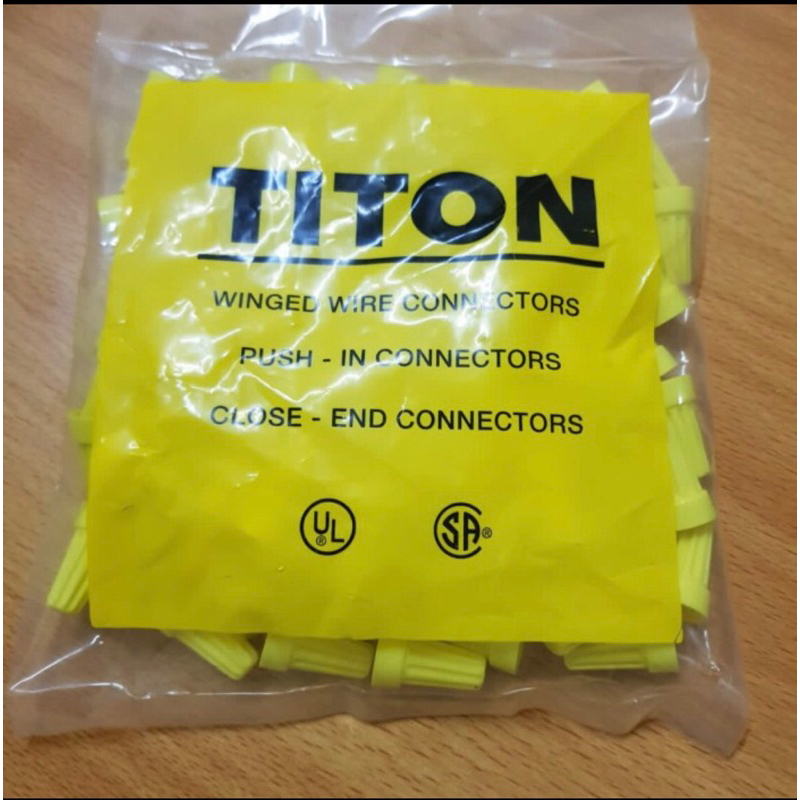 TITON
WINGED WIRE CONNECTORS
PUSH - IN CONNECTORS
CLOSE - END CONNECTORS
UL® SA®